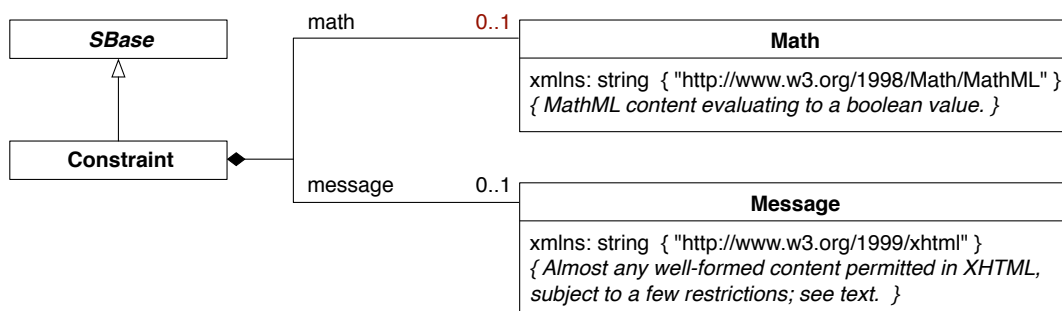 SBase
Constraint
math 0..1
Math
xmlns: string { "http://www.w3.org/1998/Math/MathML" }
{ MathML content evaluating to a boolean value. }
message 0..1
Message
xmlns: string { "http://www.w3.org/1999/xhtml" }
{ Almost any well-formed content permitted in XHTML,
subject to a few restrictions; see text. }